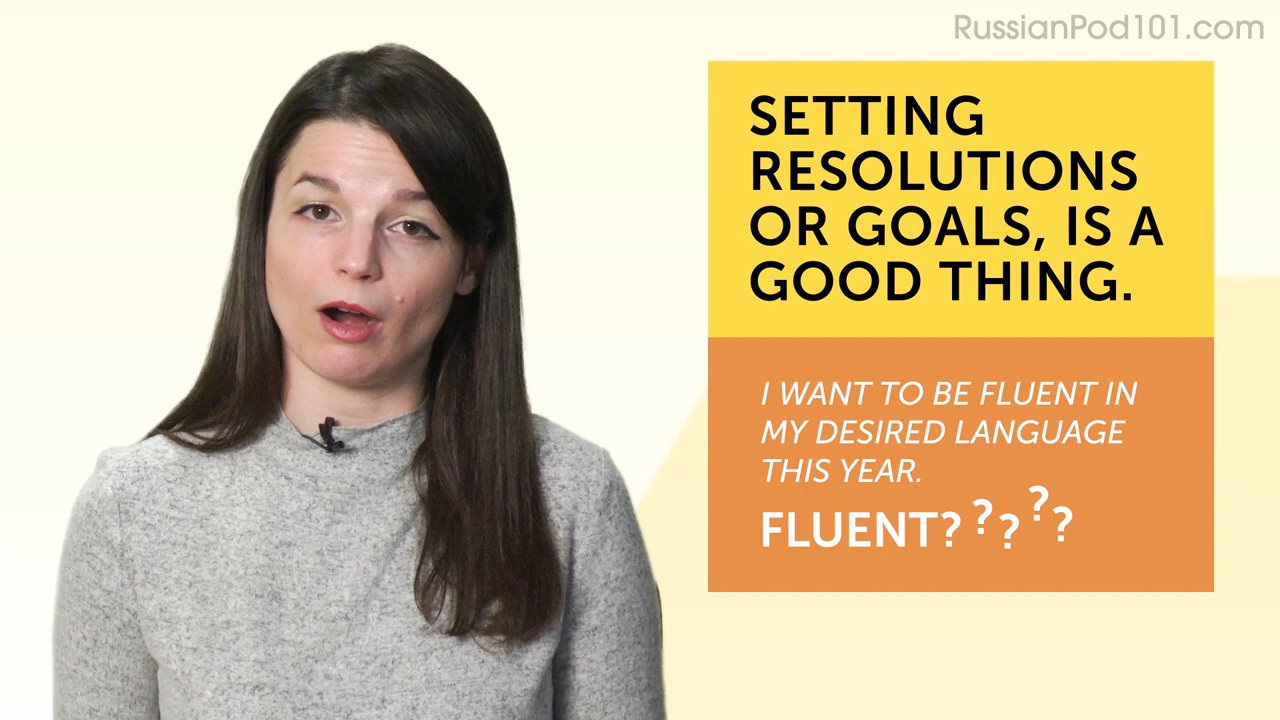 RussianPod101.com
SETTING
RESOLUTIONS
OR GOALS, IS A
GOOD THING.
I WANT TO BE FLUENT IN
MY DESIRED LANGUAGE
THIS YEAR.
FLUENT? ? ? ? ?